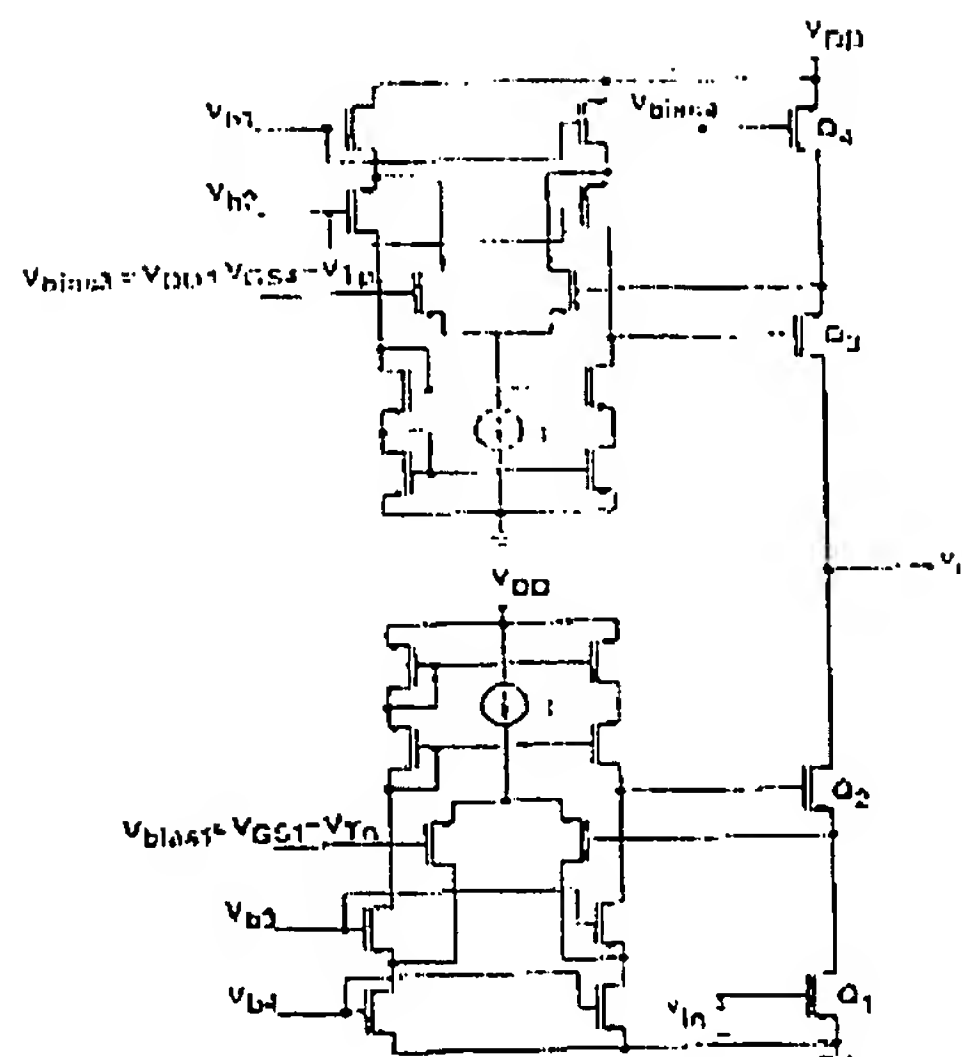 VDD
Vb1
Vbias4
Q4
Vb2
Vbias3 = VDD + VGS4 - VTp
Q3
I
VDD
I
Q2
Vbias1 = VGS1 - VTn
Vb3
Vb4
Vin
Q1